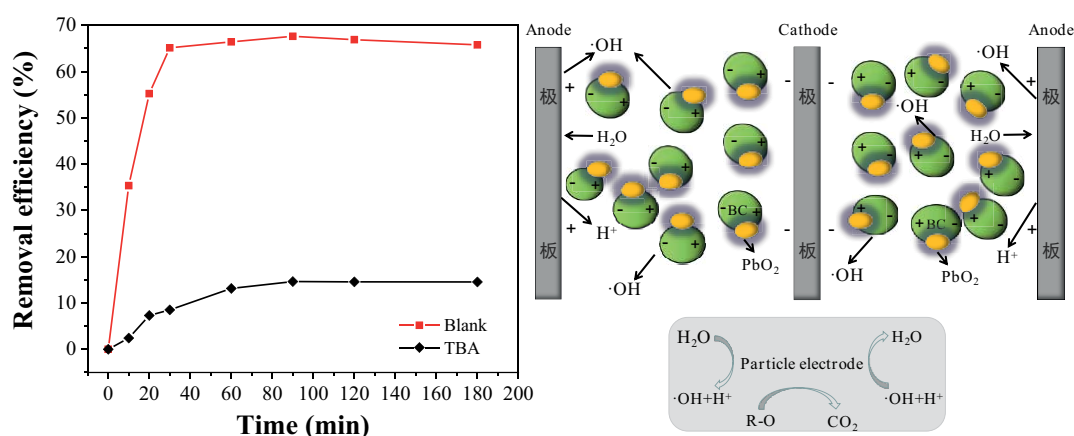 Removal efficiency (%)
70
60
50
40
30
20
10
0
Blank
TBA
0 20 40 60 80 100 120 140 160 180 200
Time (min)
Anode Cathode Anode
·OH
·OH
+ - - +
极 极 极
- +
- +
- +
+ -
+ -
+ -
·OH
H₂O
H₂O
- +
- +
- +
- +
+ -
+ -
+ -
- +
- +
- BC +
+ -
+ BC -
+ -
+ - - +
H⁺
H⁺
板 板 板
- +
PbO₂
PbO₂
·OH
·OH
H₂O
H₂O
Particle electrode
·OH+H⁺
·OH+H⁺
R-O CO₂